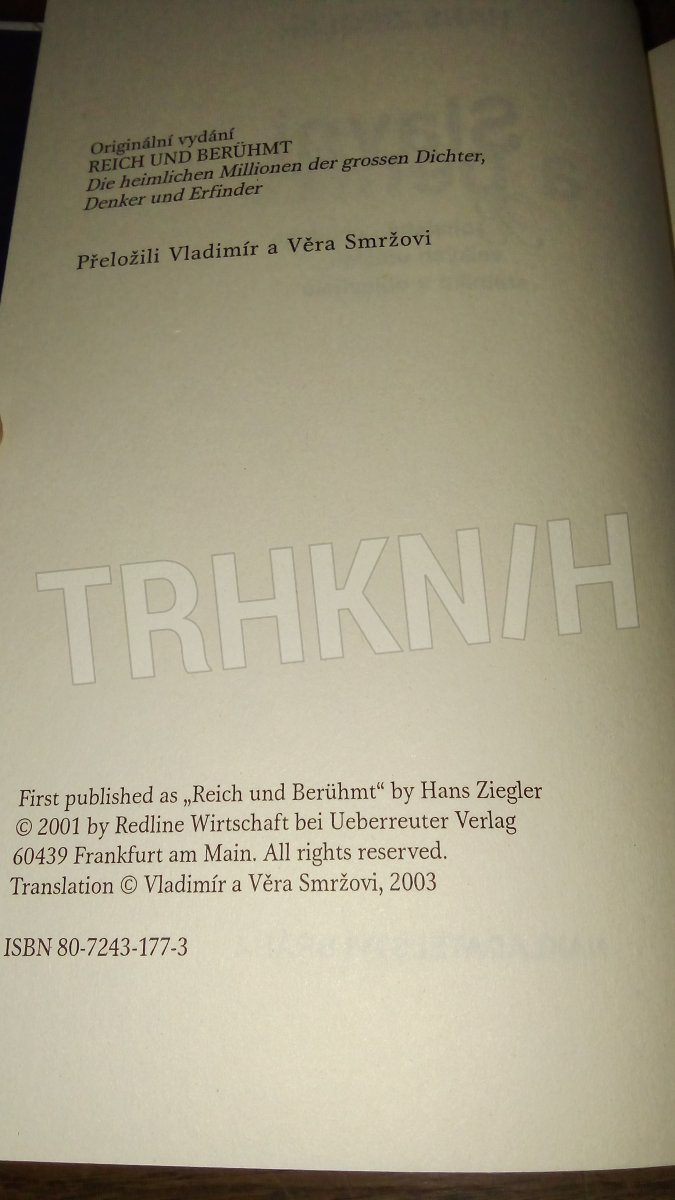 Originální vydání
REICH UND BERÜHMT
Die heimlichen Millionen der grossen Dichter,
Denker und Erfinder
Přeložili Vladimír a Věra Smržovi
TRHKNIH
First published as „Reich und Berühmt“ by Hans Ziegler
© 2001 by Redline Wirtschaft bei Ueberreuter Verlag
60439 Frankfurt am Main. All rights reserved.
Translation © Vladimír a Věra Smržovi, 2003
ISBN 80-7243-177-3